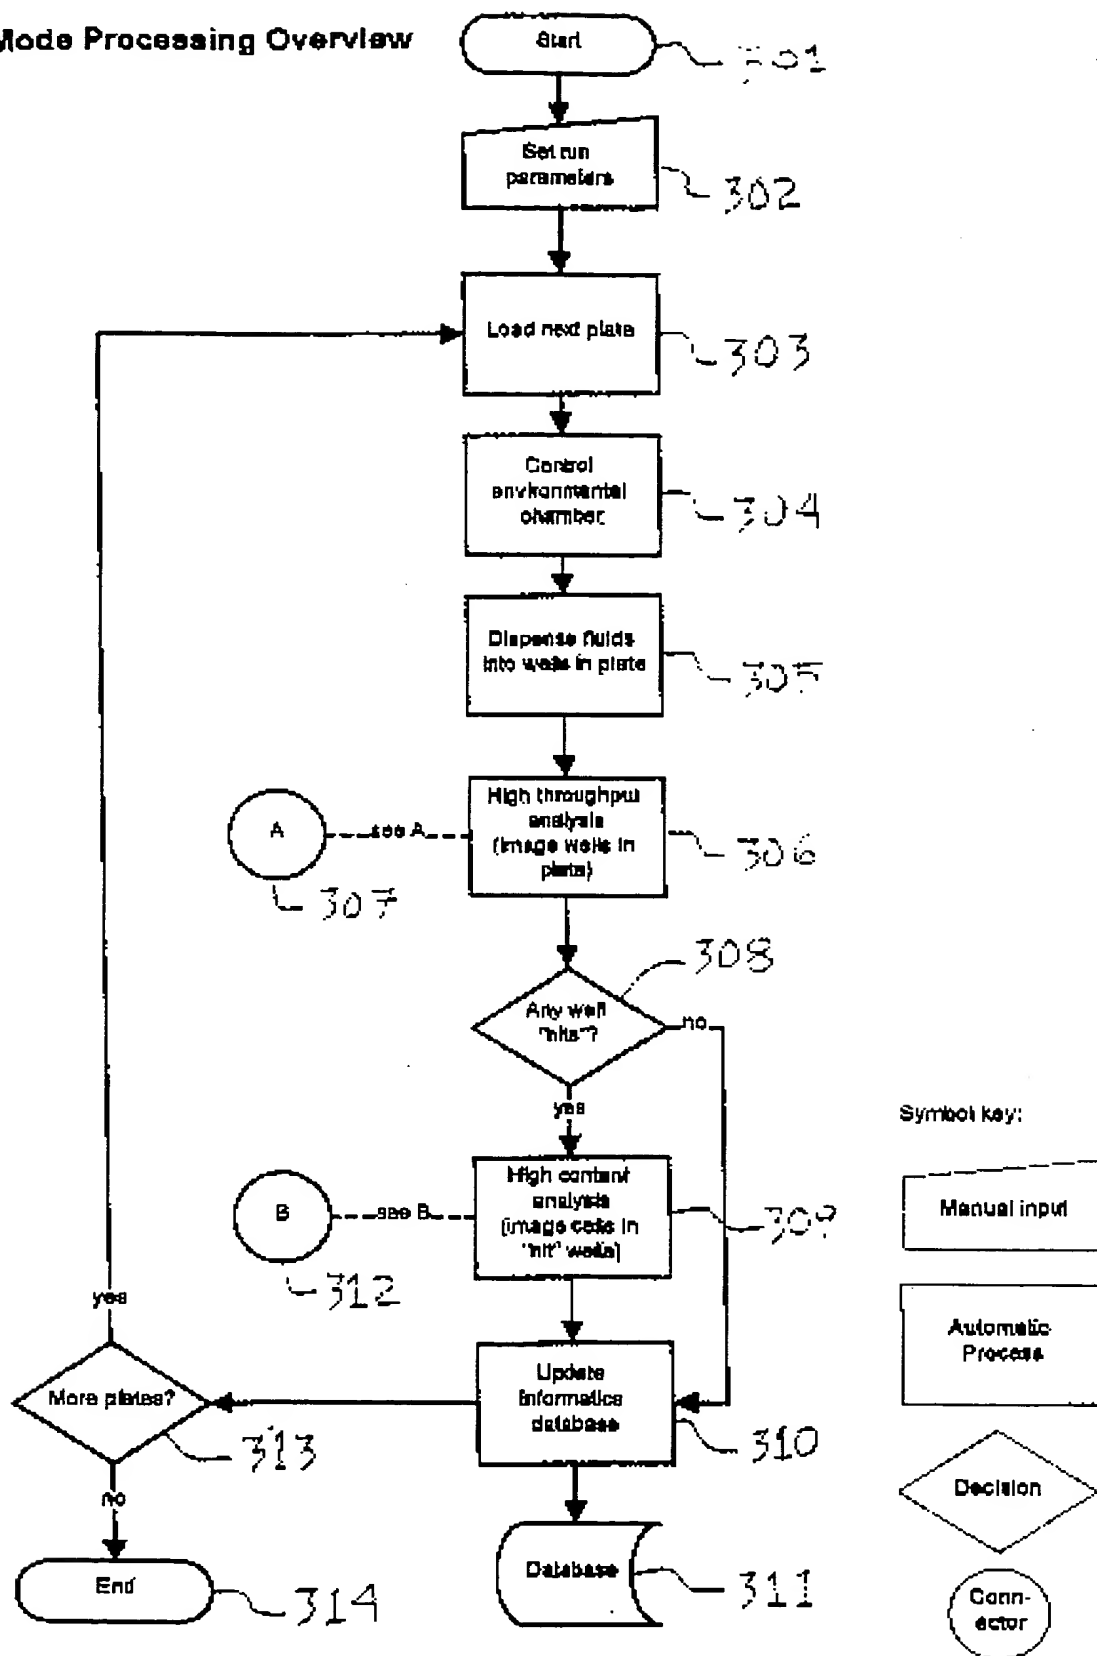 Mode Processing Overview
Start
301
Set run
parameters
302
Load next plate
303
Control
environmental
chamber
304
Dispense fluids
into wells in plate
305
High throughput
analysis
(image wells in
plate)
306
A
see A
307
308
Any well
"hits"?
no
yes
High content
analysis
(image cells in
"hit" wells)
309
B
see B
312
yes
Update
Informatics
database
310
More plates?
313
no
End
314
Database
311
Symbol key:
Manual input
Automatic
Process
Decision
Conn-
ector